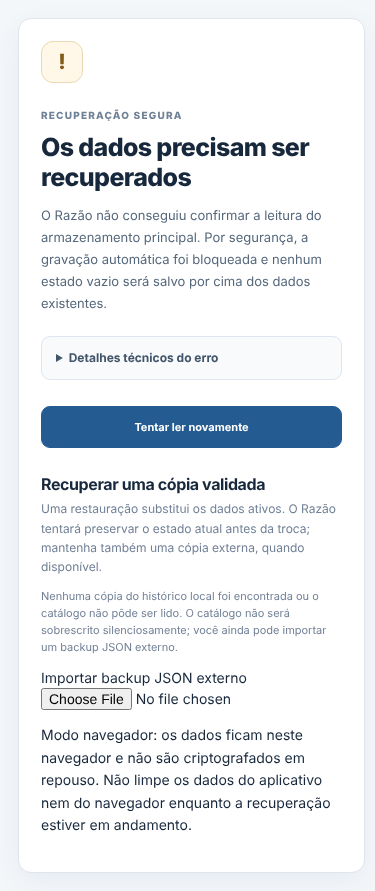 !
RECUPERAÇÃO SEGURA
Os dados precisam ser
recuperados
O Razão não conseguiu confirmar a leitura do
armazenamento principal. Por segurança, a
gravação automática foi bloqueada e nenhum
estado vazio será salvo por cima dos dados
existentes.
Detalhes técnicos do erro
Tentar ler novamente
Recuperar uma cópia validada
Uma restauração substitui os dados ativos. O Razão
tentará preservar o estado atual antes da troca;
mantenha também uma cópia externa, quando
disponível.
Nenhuma cópia do histórico local foi encontrada ou o
catálogo não pôde ser lido. O catálogo não será
sobrescrito silenciosamente; você ainda pode importar
um backup JSON externo.
Importar backup JSON externo
Choose File No file chosen
Modo navegador: os dados ficam neste
navegador e não são criptografados em
repouso. Não limpe os dados do aplicativo
nem do navegador enquanto a recuperação
estiver em andamento.